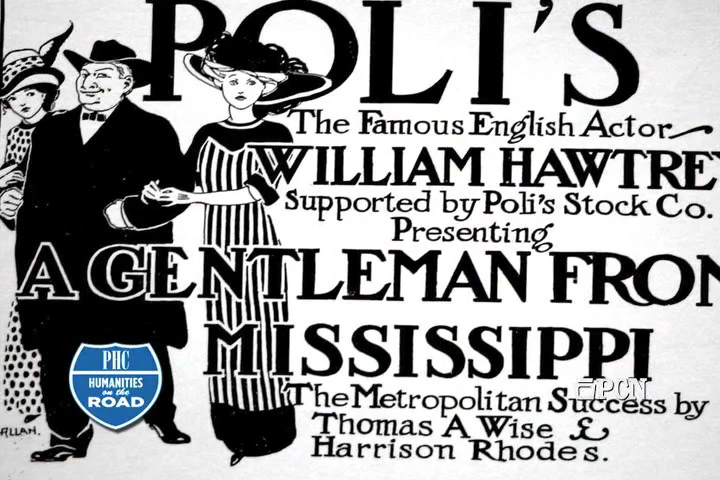 POLI'S
The Famous English Actor
WILLIAM HAWTREY
Supported by Poli's Stock Co.
Presenting
A GENTLEMAN FROM
MISSISSIPPI
The Metropolitan Success by
Thomas A Wise &
Harrison Rhodes.
ALLAN.
PHC
HUMANITIES
on the
ROAD
PCN